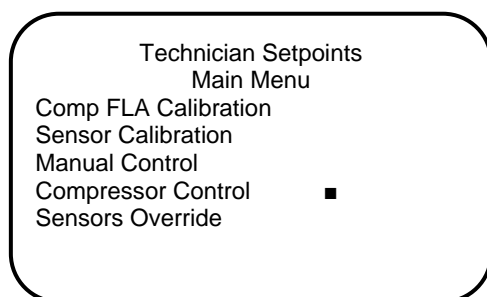 Technician Setpoints
Main Menu
Comp FLA Calibration
Sensor Calibration
Manual Control
Compressor Control ■
Sensors Override